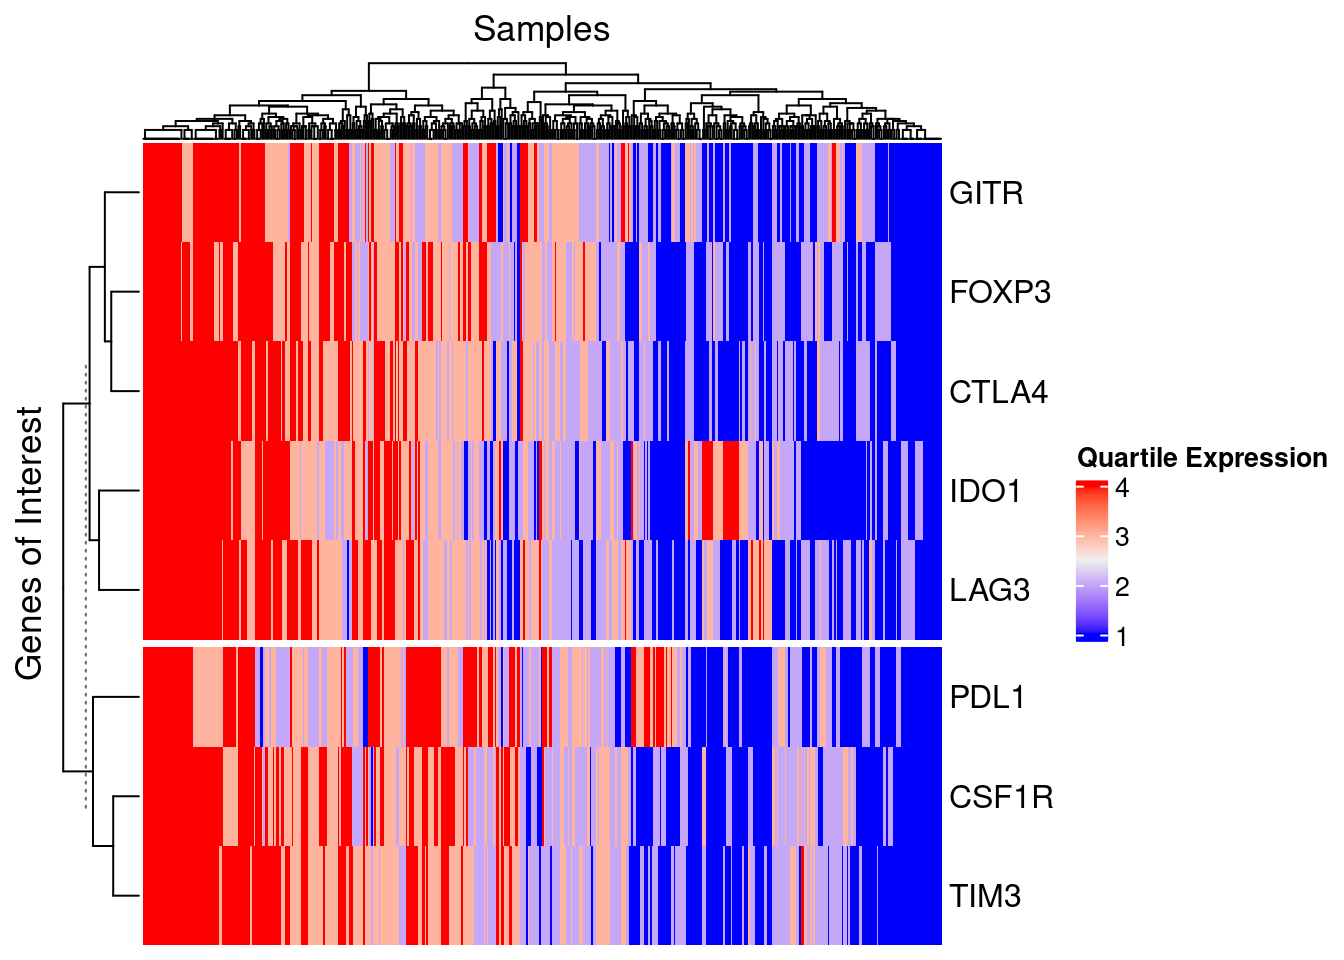 Samples
GITR
FOXP3
CTLA4
IDO1
LAG3
PDL1
CSF1R
TIM3
Genes of Interest
Quartile Expression
4
3
2
1